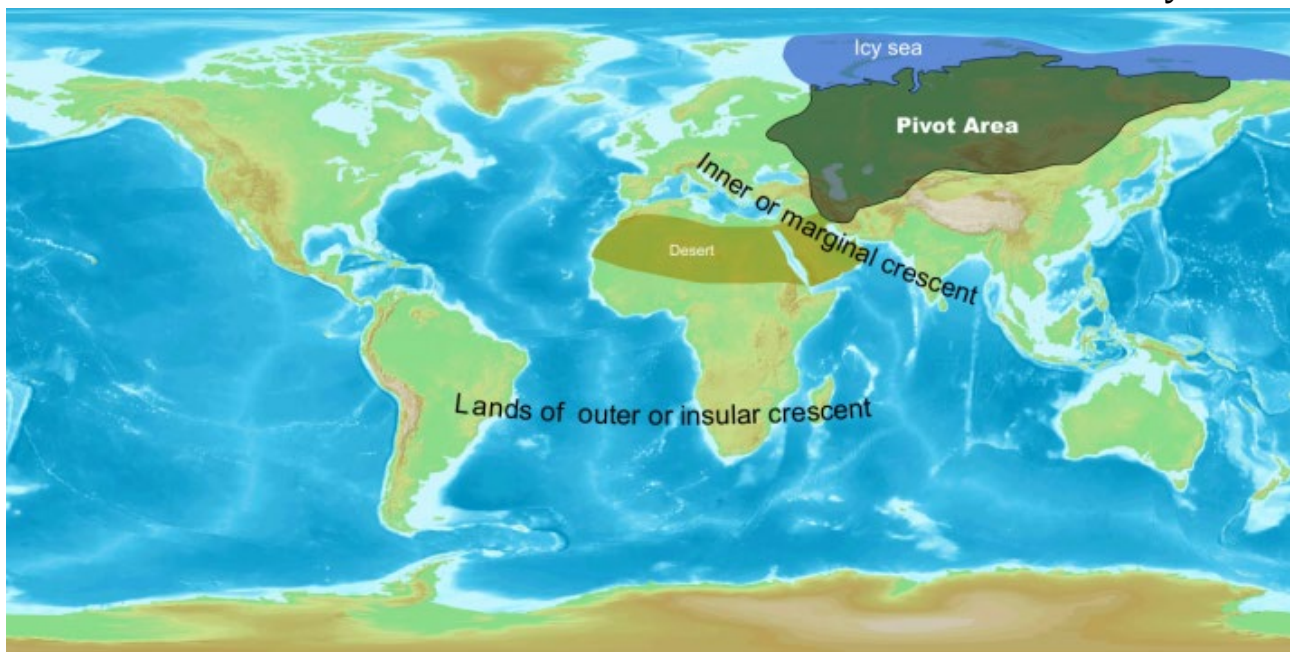 Icy sea
Pivot Area
Inner or marginal crescent
Desert
Lands of outer or insular crescent